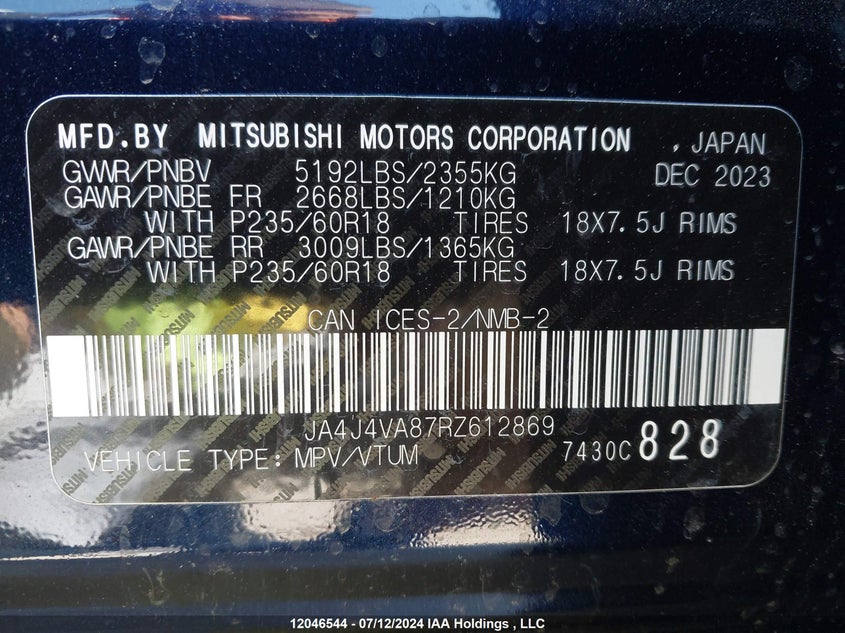 MFD.BY MITSUBISHI MOTORS CORPORATION , JAPAN
GVWR/PNBV 5192LBS/2355KG DEC 2023
GAWR/PNBE FR 2668LBS/1210KG
WITH P235/60R18 TIRES 18X7.5J RIMS
GAWR/PNBE RR 3009LBS/1365KG
WITH P235/60R18 TIRES 18X7.5J RIMS
CAN ICES-2/NMB-2
JA4J4VA87RZ612869
VEHICLE TYPE: MPV/VTUM 7430C 828
12046544 - 07/12/2024 IAA Holdings , LLC